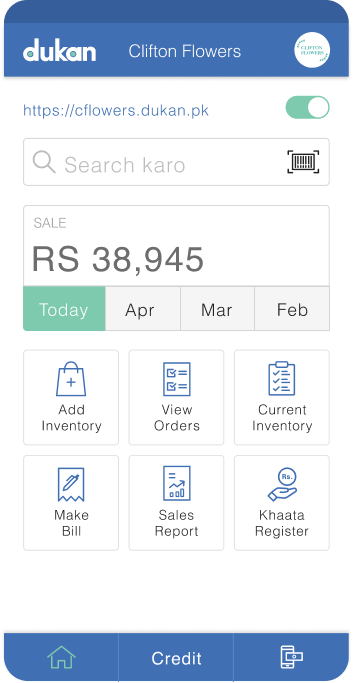 dukan
Clifton Flowers
CLIFTON
FLOWERS
https://cflowers.dukan.pk
Search karo
SALE
RS 38,945
Today Apr Mar Feb
Add
Inventory
View
Orders
Current
Inventory
Make
Bill
Sales
Report
Rs.
Khaata
Register
Credit